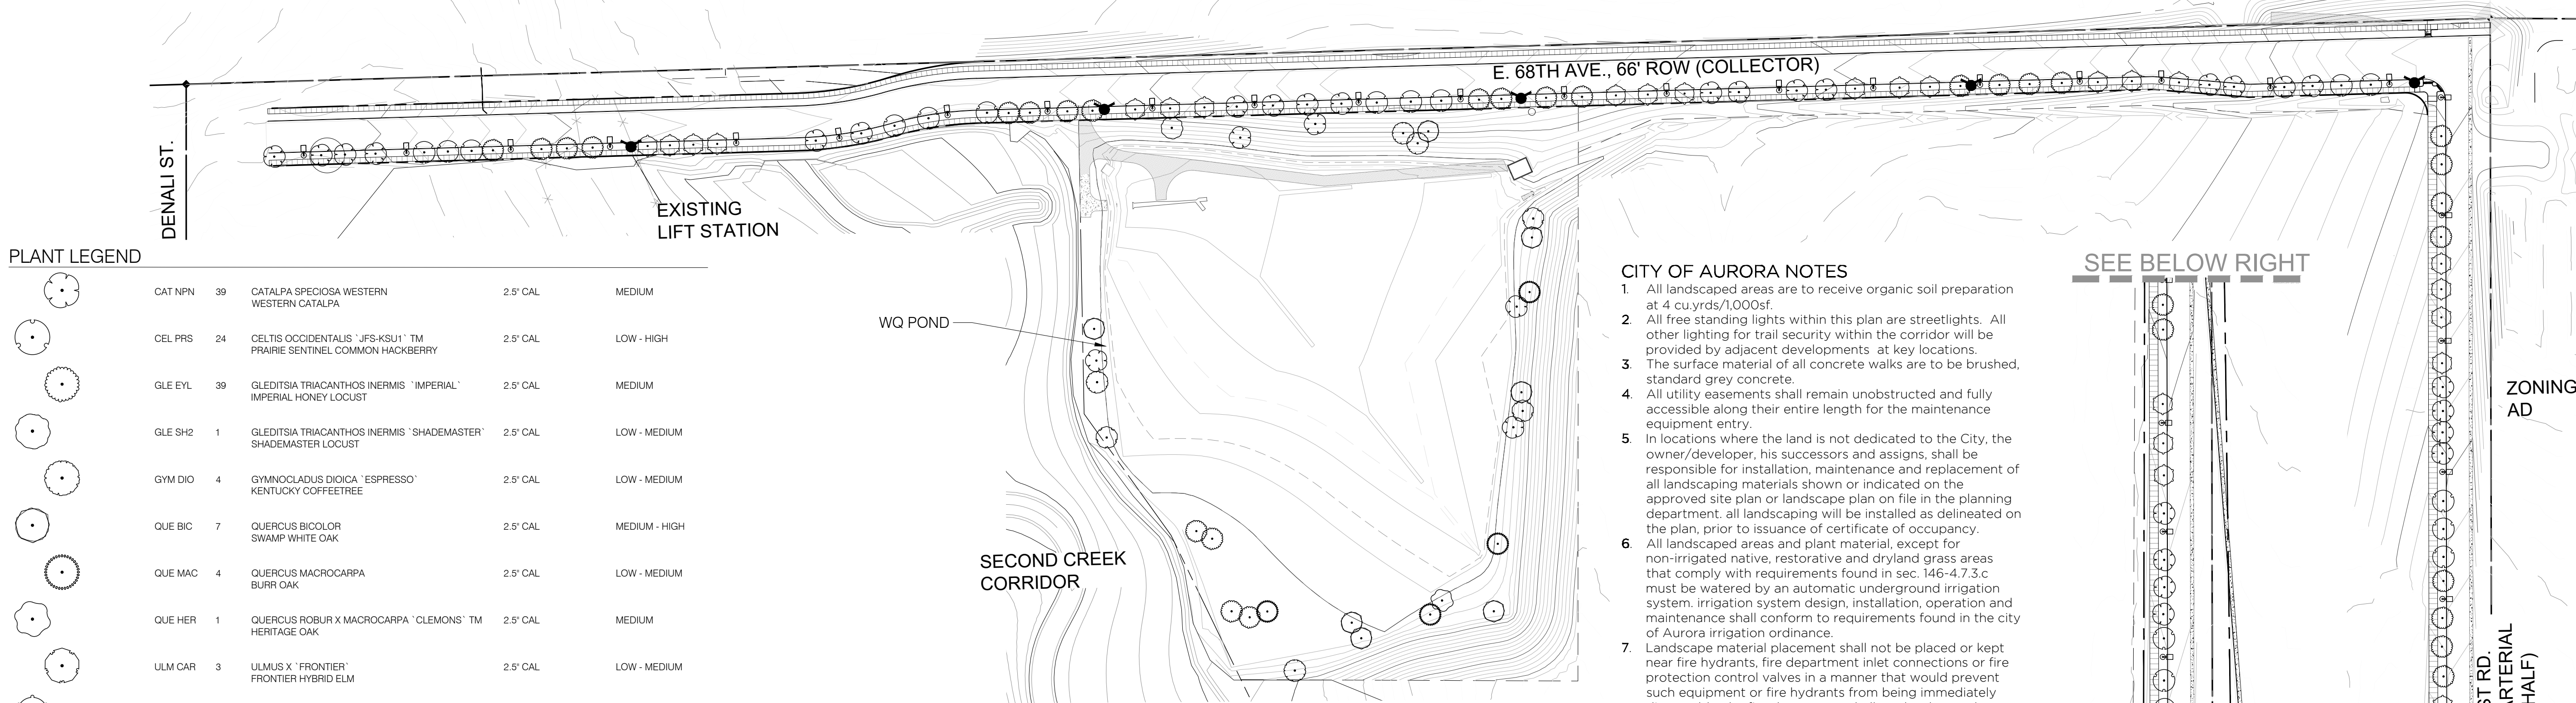 E. 68TH AVE., 66' ROW (COLLECTOR)
DENALI ST.
EXISTING
LIFT STATION
PLANT LEGEND
CAT NPN 39 CATALPA SPECIOSA WESTERN 2.5" CAL MEDIUM
WESTERN CATALPA
CEL PRS 24 CELTIS OCCIDENTALIS `JFS-KSU1` TM 2.5" CAL LOW - HIGH
PRAIRIE SENTINEL COMMON HACKBERRY
GLE EYL 39 GLEDITSIA TRIACANTHOS INERMIS `IMPERIAL` 2.5" CAL MEDIUM
IMPERIAL HONEY LOCUST
GLE SH2 1 GLEDITSIA TRIACANTHOS INERMIS `SHADEMASTER` 2.5" CAL LOW - MEDIUM
SHADEMASTER LOCUST
GYM DIO 4 GYMNOCLADUS DIOICA `ESPRESSO` 2.5" CAL LOW - MEDIUM
KENTUCKY COFFEETREE
QUE BIC 7 QUERCUS BICOLOR 2.5" CAL MEDIUM - HIGH
SWAMP WHITE OAK
QUE MAC 4 QUERCUS MACROCARPA 2.5" CAL LOW - MEDIUM
BURR OAK
QUE HER 1 QUERCUS ROBUR X MACROCARPA `CLEMONS` TM 2.5" CAL MEDIUM
HERITAGE OAK
ULM CAR 3 ULMUS X `FRONTIER` 2.5" CAL LOW - MEDIUM
FRONTIER HYBRID ELM
WQ POND
SECOND CREEK
CORRIDOR
CITY OF AURORA NOTES
1. All landscaped areas are to receive organic soil preparation
at 4 cu.yrds/1,000sf.
2. All free standing lights within this plan are streetlights. All
other lighting for trail security within the corridor will be
provided by adjacent developments at key locations.
3. The surface material of all concrete walks are to be brushed,
standard grey concrete.
4. All utility easements shall remain unobstructed and fully
accessible along their entire length for the maintenance
equipment entry.
5. In locations where the land is not dedicated to the City, the
owner/developer, his successors and assigns, shall be
responsible for installation, maintenance and replacement of
all landscaping materials shown or indicated on the
approved site plan or landscape plan on file in the planning
department. all landscaping will be installed as delineated on
the plan, prior to issuance of certificate of occupancy.
6. All landscaped areas and plant material, except for
non-irrigated native, restorative and dryland grass areas
that comply with requirements found in sec. 146-4.7.3.c
must be watered by an automatic underground irrigation
system. irrigation system design, installation, operation and
maintenance shall conform to requirements found in the city
of Aurora irrigation ordinance.
7. Landscape material placement shall not be placed or kept
near fire hydrants, fire department inlet connections or fire
protection control valves in a manner that would prevent
such equipment or fire hydrants from being immediately
SEE BELOW RIGHT
ZONING
AD
ST RD.
ARTERIAL
HALF)